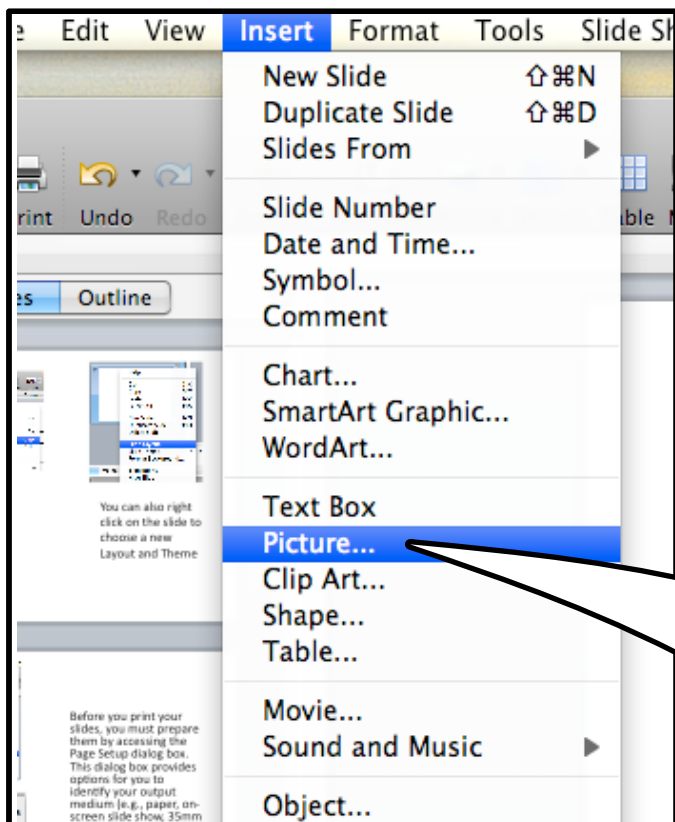 Edit View Insert Format Tools Slide
New Slide ⇧⌘N
Duplicate Slide ⇧⌘D
Slides From
Undo Redo
Slide Number
Date and Time...
Symbol...
Outline
Comment
Chart...
SmartArt Graphic...
WordArt...
You can also right
click on the slide to
choose a new
Layout and Theme
Text Box
Picture...
Clip Art...
Shape...
Table...
Before you print your
slides, you must prepare
them by accessing the
Page Setup dialog box.
This dialog box provides
options for you to
identify your output
medium (e.g., paper, on-
screen slide show, 35mm
Movie...
Sound and Music
Object...